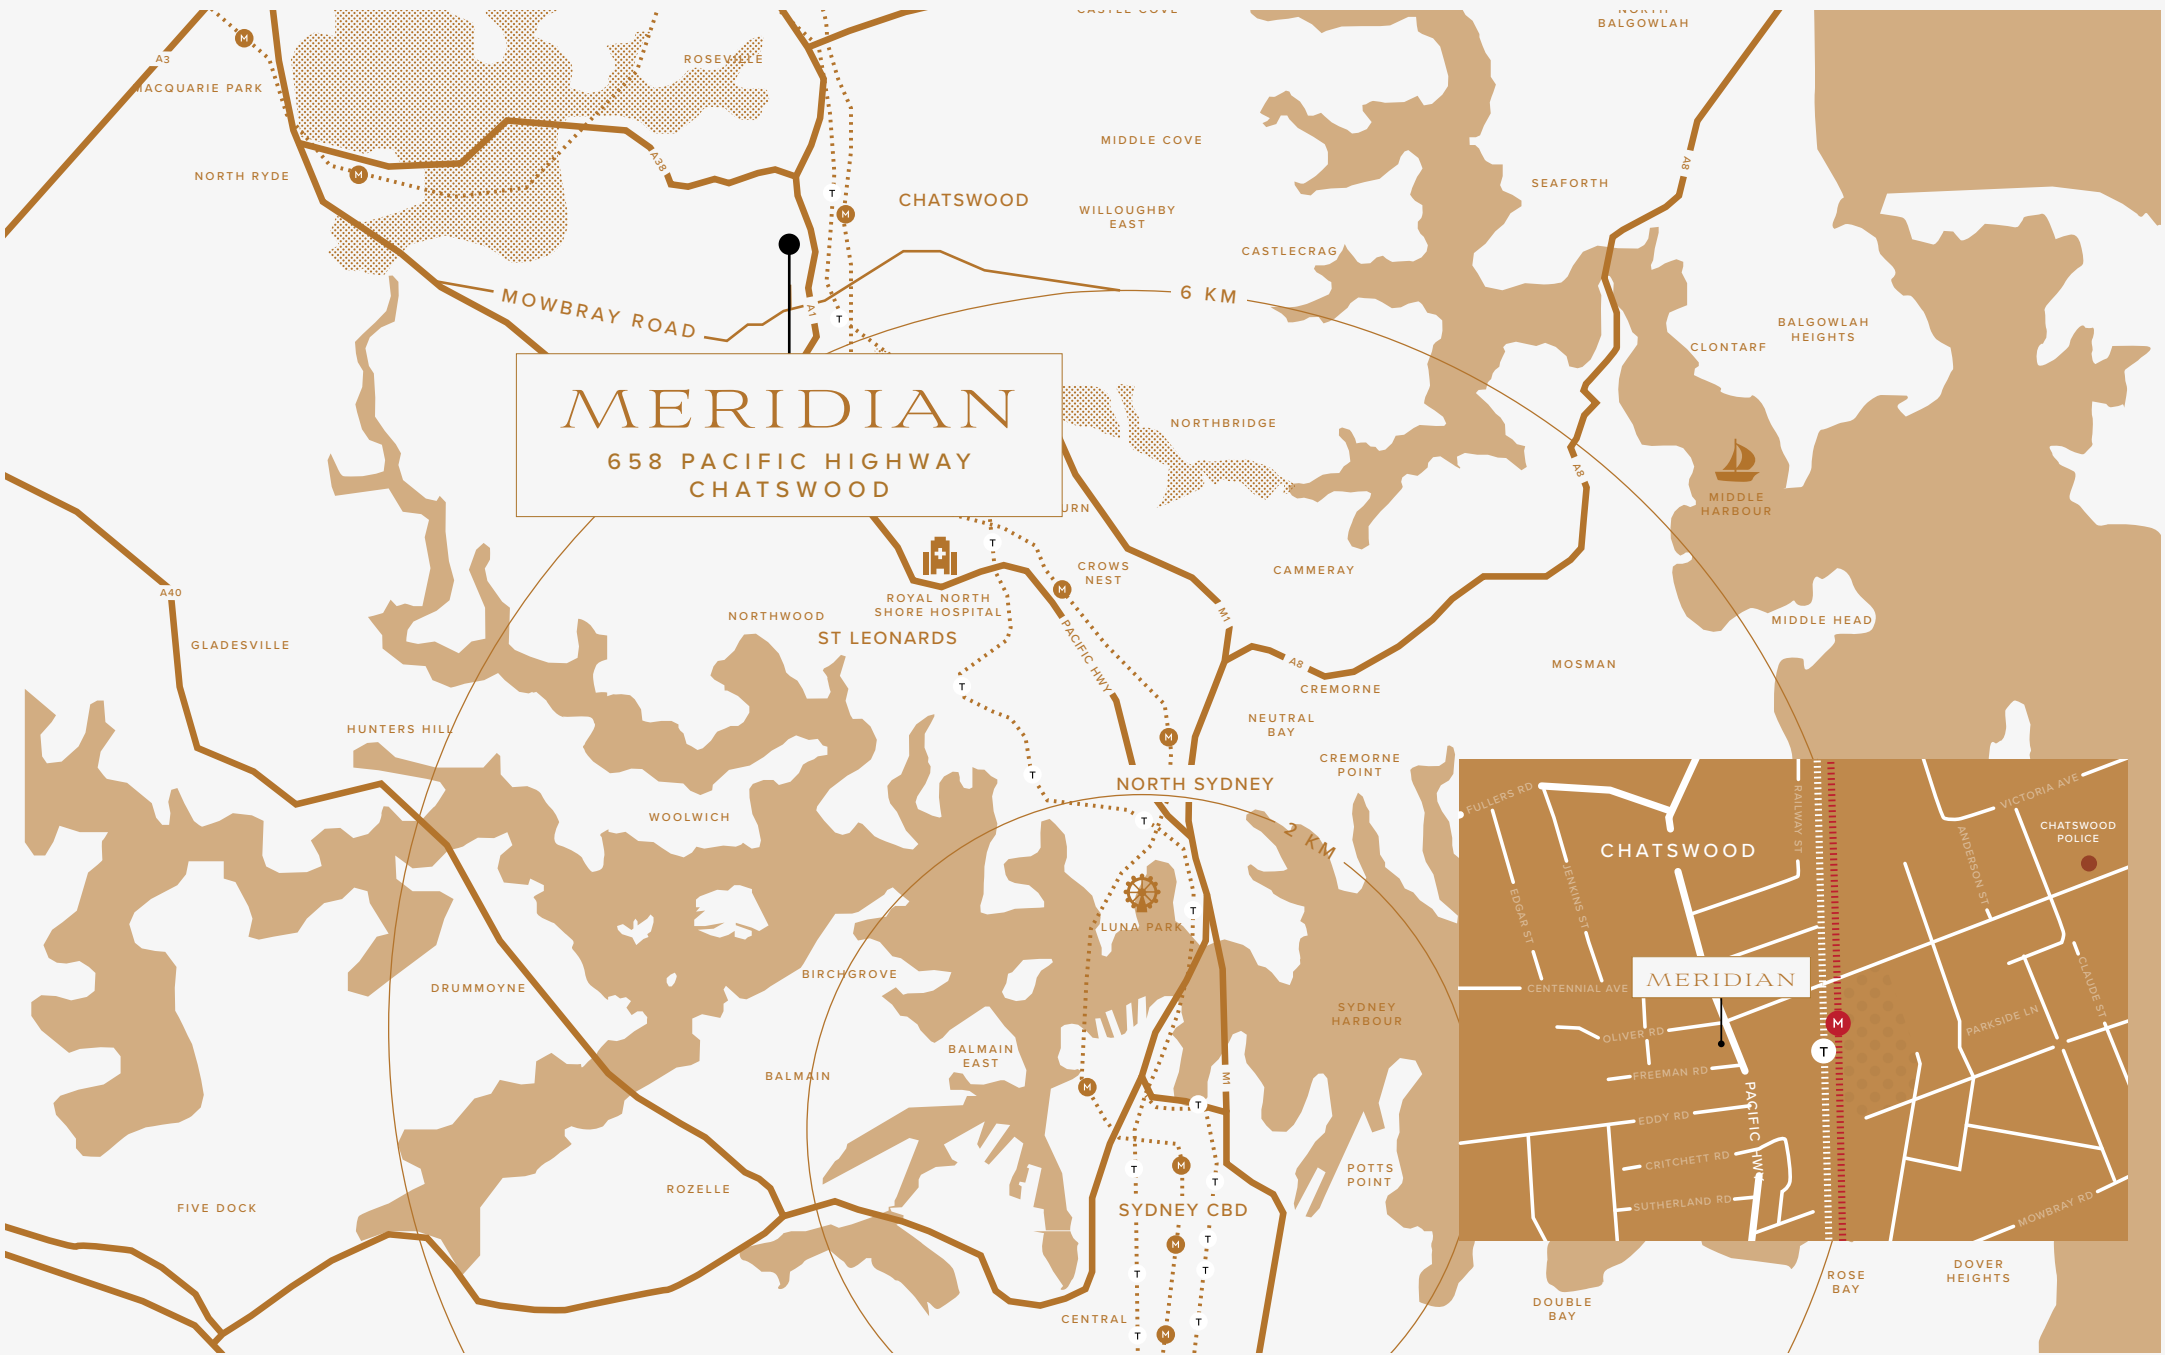 CASTLE COVE
NORTH
BALGOWLAH
M
A3
ROSEVILLE
MACQUARIE PARK
MIDDLE COVE
A38
A8
NORTH RYDE
M
SEAFORTH
T
CHATSWOOD
M
WILLOUGHBY
EAST
CASTLECRAG
MOWBRAY ROAD
6 KM
A1
T
BALGOWLAH
HEIGHTS
CLONTARF
MERIDIAN
658 PACIFIC HIGHWAY
CHATSWOOD
NORTHBRIDGE
A8
MIDDLE
HARBOUR
T
CROWS
NEST
CAMMERAY
M
A40
ROYAL NORTH
SHORE HOSPITAL
NORTHWOOD
M1
MIDDLE HEAD
ST LEONARDS
GLADESVILLE
PACIFIC HWY
A8
MOSMAN
T
CREMORNE
HUNTERS HILL
NEUTRAL
BAY
M
CREMORNE
POINT
T
NORTH SYDNEY
WOOLWICH
T
2 KM
T
LUNA PARK
BIRCHGROVE
DRUMMOYNE
SYDNEY
HARBOUR
BALMAIN
EAST
BALMAIN
M
M1
T
T
M
T
POTTS
POINT
ROZELLE
FIVE DOCK
SYDNEY CBD
M
T
T
T
CENTRAL
T
T
M
DOUBLE
BAY
ROSE
BAY
DOVER
HEIGHTS
FULLERS RD
RAILWAY ST
VICTORIA AVE
CHATSWOOD
POLICE
CHATSWOOD
JENKINS ST
ANDERSON ST
EDGAR ST
MERIDIAN
CENTENNIAL AVE
CLAUDE ST
M
OLIVER RD
PARKSIDE LN
T
FREEMAN RD
EDDY RD
PACIFIC HWY
CRITCHETT RD
SUTHERLAND RD
MOWBRAY RD